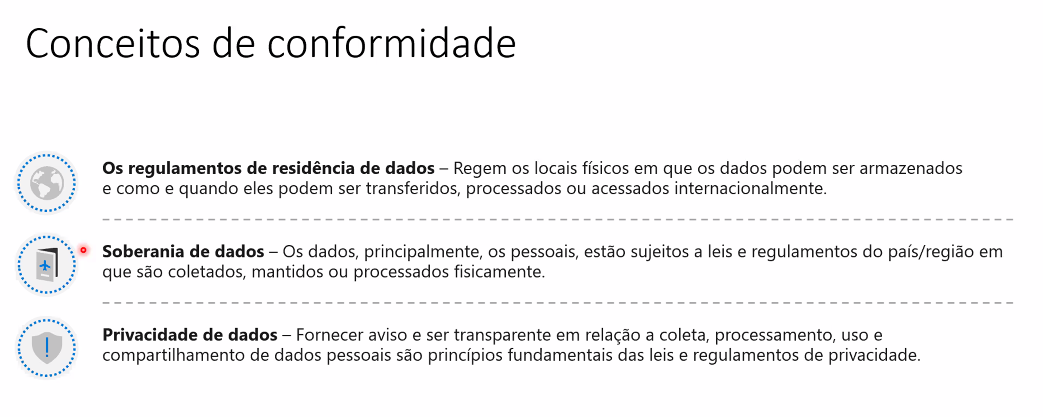 Conceitos de conformidade
Os regulamentos de residência de dados – Regem os locais físicos em que os dados podem ser armazenados
e como e quando eles podem ser transferidos, processados ou acessados internacionalmente.
Soberania de dados – Os dados, principalmente, os pessoais, estão sujeitos a leis e regulamentos do país/região em
que são coletados, mantidos ou processados fisicamente.
Privacidade de dados – Fornecer aviso e ser transparente em relação a coleta, processamento, uso e
compartilhamento de dados pessoais são princípios fundamentais das leis e regulamentos de privacidade.